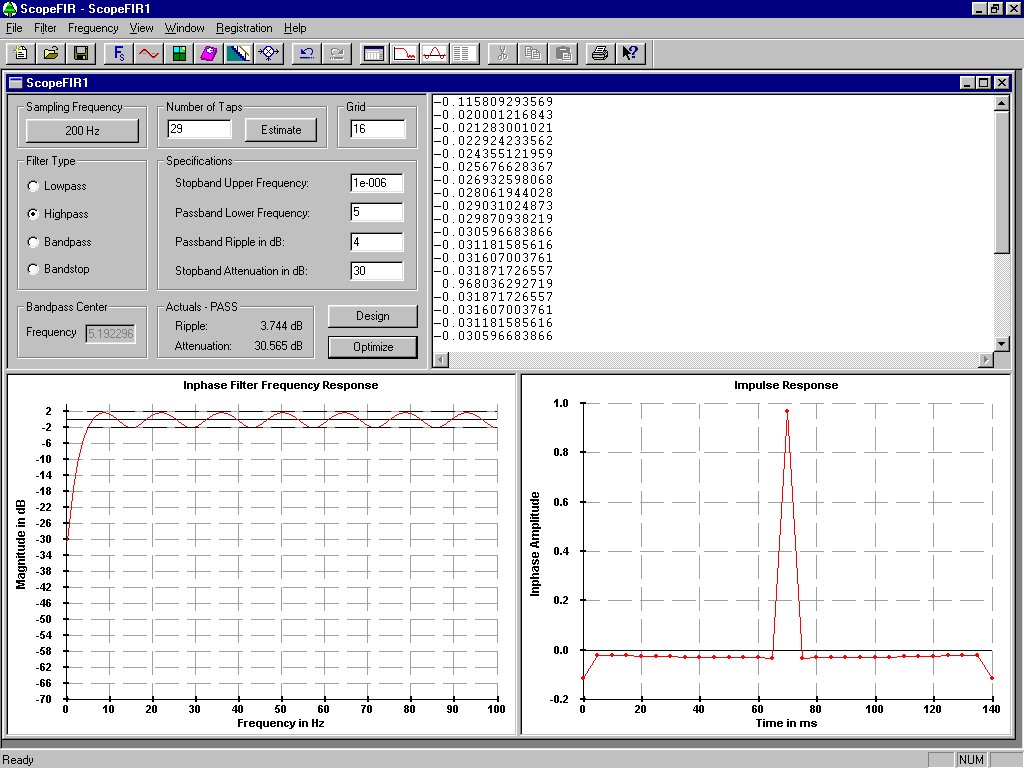 ScopeFIR - ScopeFIR1
File Filter Frequency View Window Registration Help
Fs
ScopeFIR1
Sampling Frequency
200 Hz
Number of Taps
29
Estimate
Grid
16
Filter Type
Lowpass
Highpass
Bandpass
Bandstop
Specifications
Stopband Upper Frequency: 1e-006
Passband Lower Frequency: 5
Passband Ripple in dB: 4
Stopband Attenuation in dB: 30
Bandpass Center
Frequency 5.192296
Actuals - PASS
Ripple: 3.744 dB
Attenuation: 30.565 dB
Design
Optimize
-0.115809293569
-0.020001216843
-0.021283001021
-0.022924233562
-0.024355121959
-0.025676628367
-0.026932598068
-0.028061944028
-0.029031024873
-0.029870938219
-0.030596683866
-0.031181585616
-0.031607003761
-0.031871726557
0.968036292719
-0.031871726557
-0.031607003761
-0.031181585616
-0.030596683866
Inphase Filter Frequency Response
Magnitude in dB
2
-2
-6
-10
-14
-18
-22
-26
-30
-34
-38
-42
-46
-50
-54
-58
-62
-66
-70
0 10 20 30 40 50 60 70 80 90 100
Frequency in Hz
Impulse Response
Inphase Amplitude
1.0
0.8
0.6
0.4
0.2
0.0
-0.2
0 20 40 60 80 100 120 140
Time in ms
Ready
NUM